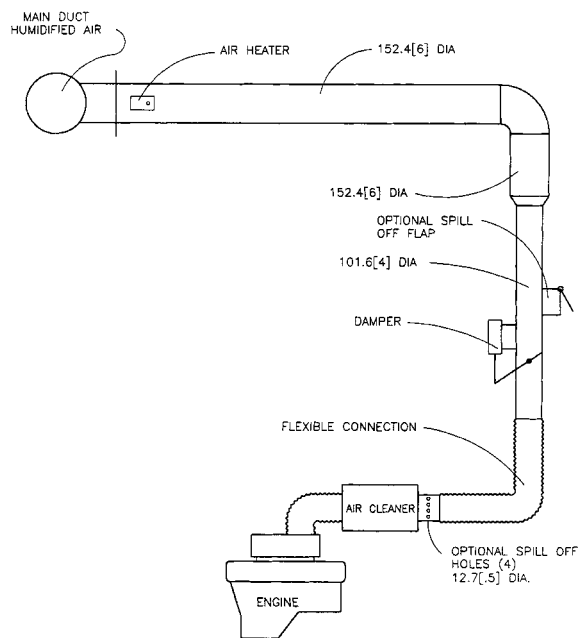 MAIN DUCT
HUMIDIFIED AIR
AIR HEATER
152.4[6] DIA
152.4[6] DIA
OPTIONAL SPILL
OFF FLAP
101.6[4] DIA
DAMPER
FLEXIBLE CONNECTION
AIR CLEANER
OPTIONAL SPILL OFF
HOLES (4)
12.7[.5] DIA.
ENGINE